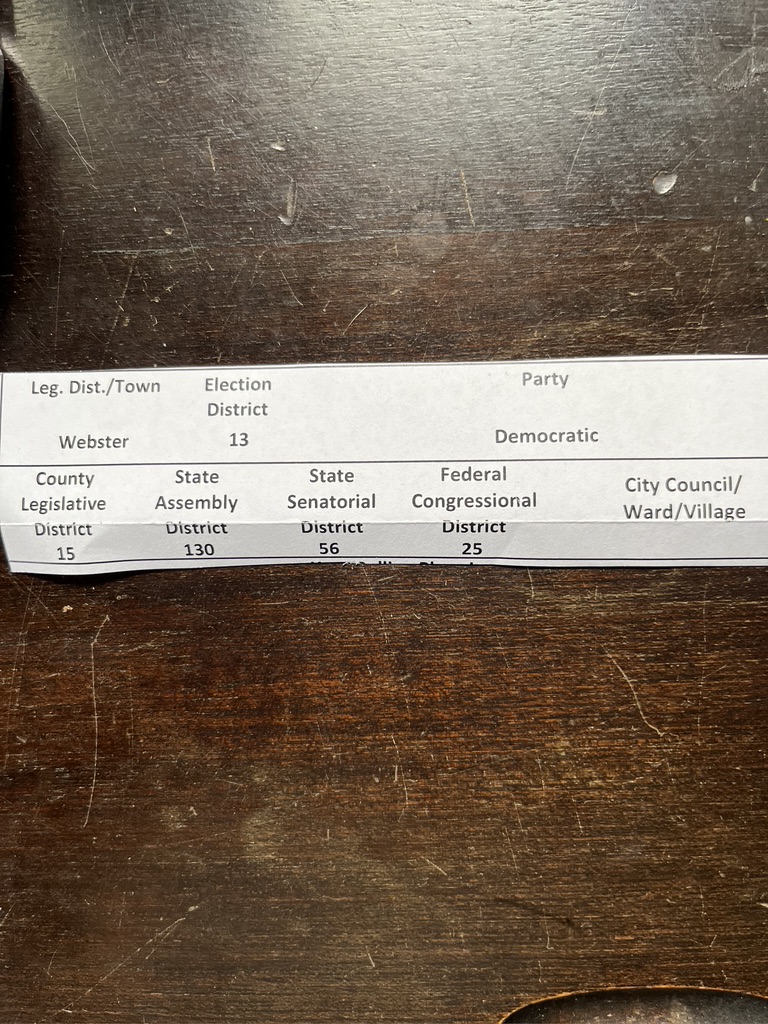 Leg. Dist./Town Election Party
District
Webster 13 Democratic
County State State Federal City Council/
Legislative Assembly Senatorial Congressional Ward/Village
District District District District
15 130 56 25